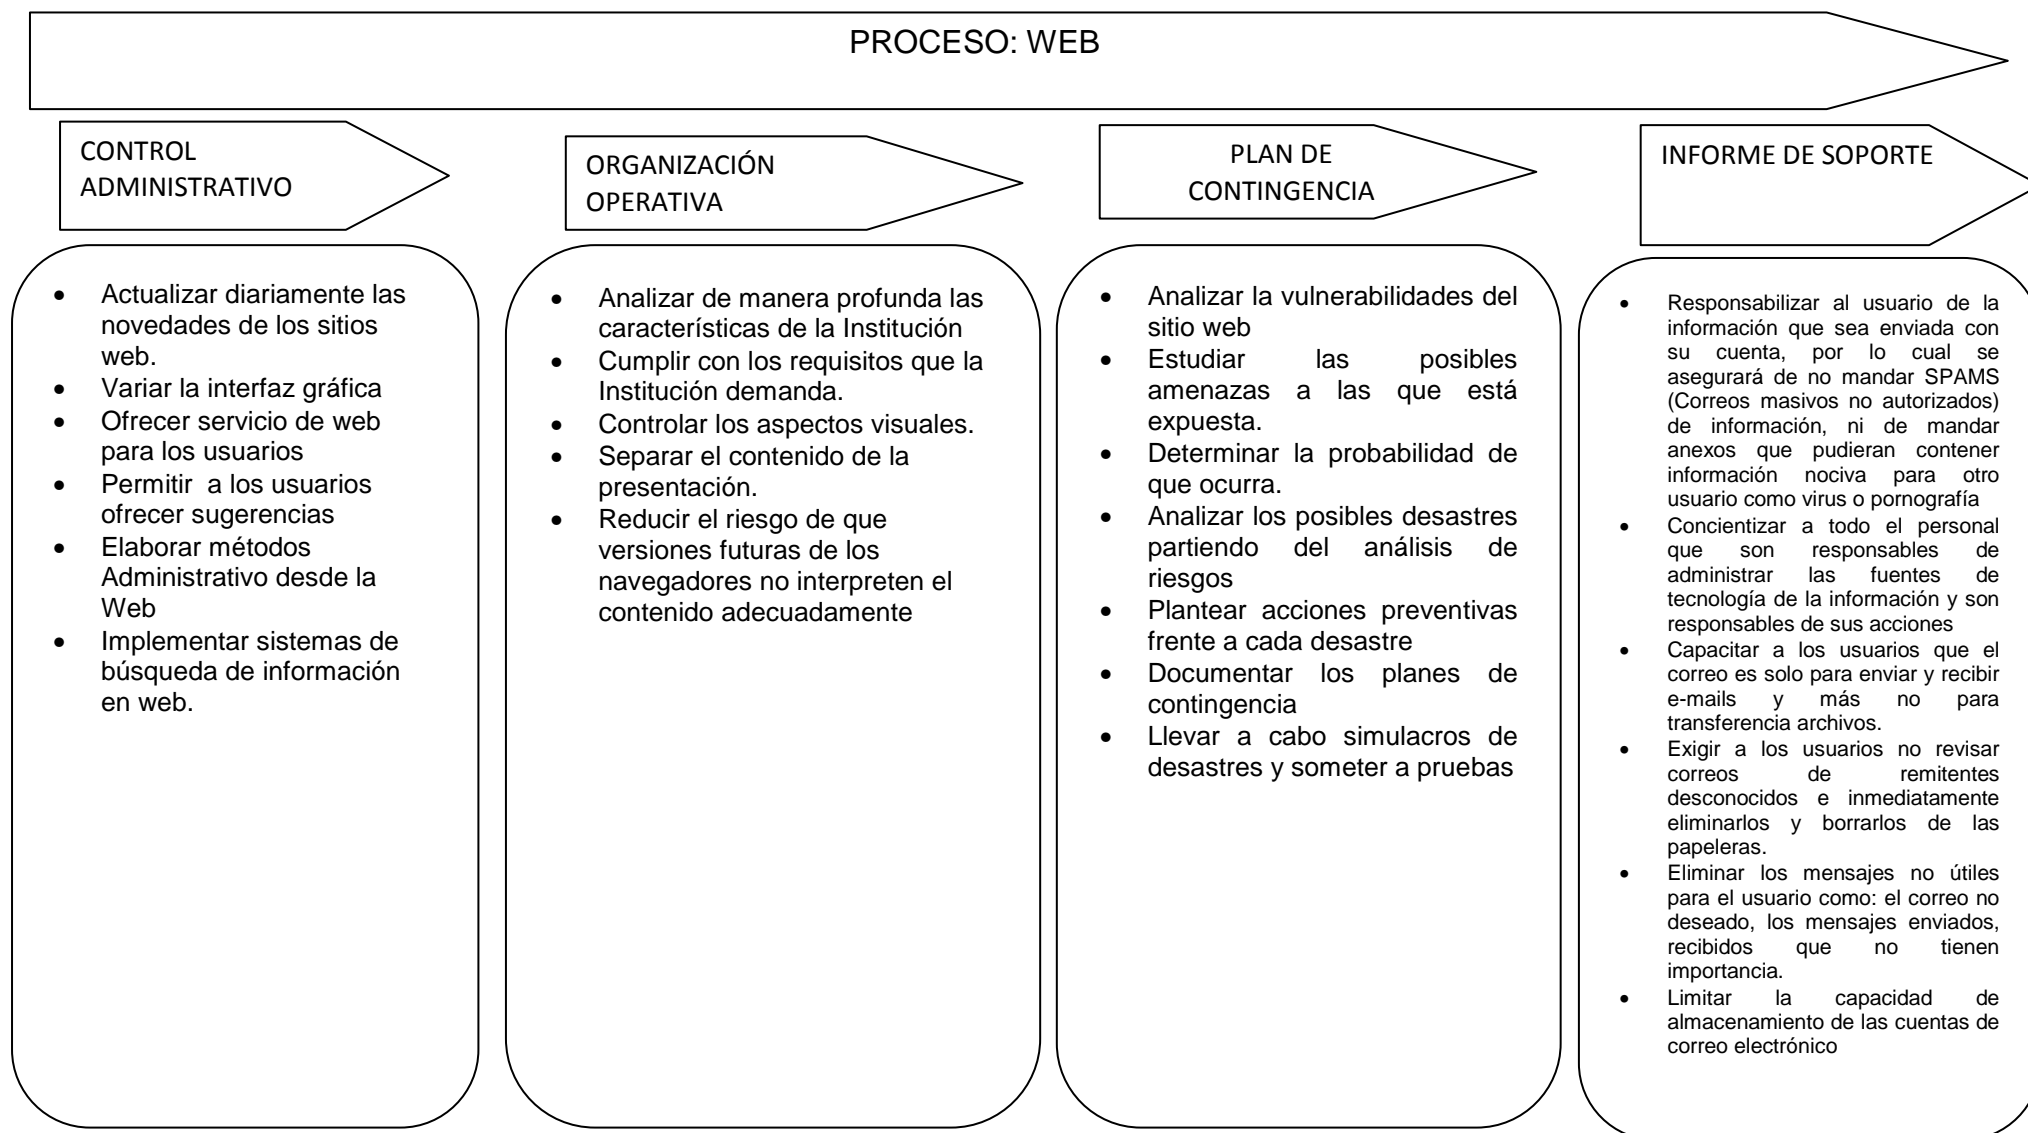 PROCESO: WEB
CONTROL
ADMINISTRATIVO
• Actualizar diariamente las
novedades de los sitios
web.
• Variar la interfaz gráfica
• Ofrecer servicio de web
para los usuarios
• Permitir a los usuarios
ofrecer sugerencias
• Elaborar métodos
Administrativo desde la
Web
• Implementar sistemas de
búsqueda de información
en web.
ORGANIZACIÓN
OPERATIVA
• Analizar de manera profunda las
características de la Institución
• Cumplir con los requisitos que la
Institución demanda.
• Controlar los aspectos visuales.
• Separar el contenido de la
presentación.
• Reducir el riesgo de que
versiones futuras de los
navegadores no interpreten el
contenido adecuadamente
PLAN DE
CONTINGENCIA
• Analizar la vulnerabilidades del
sitio web
• Estudiar las posibles
amenazas a las que está
expuesta.
• Determinar la probabilidad de
que ocurra.
• Analizar los posibles desastres
partiendo del análisis de
riesgos
• Plantear acciones preventivas
frente a cada desastre
• Documentar los planes de
contingencia
• Llevar a cabo simulacros de
desastres y someter a pruebas
INFORME DE SOPORTE
• Responsabilizar al usuario de la
información que sea enviada con
su cuenta, por lo cual se
asegurará de no mandar SPAMS
(Correos masivos no autorizados)
de información, ni de mandar
anexos que pudieran contener
información nociva para otro
usuario como virus o pornografía
• Concientizar a todo el personal
que son responsables de
administrar las fuentes de
tecnología de la información y son
responsables de sus acciones
• Capacitar a los usuarios que el
correo es solo para enviar y recibir
e-mails y más no para
transferencia archivos.
• Exigir a los usuarios no revisar
correos de remitentes
desconocidos e inmediatamente
eliminarlos y borrarlos de las
papeleras.
• Eliminar los mensajes no útiles
para el usuario como: el correo no
deseado, los mensajes enviados,
recibidos que no tienen
importancia.
• Limitar la capacidad de
almacenamiento de las cuentas de
correo electrónico